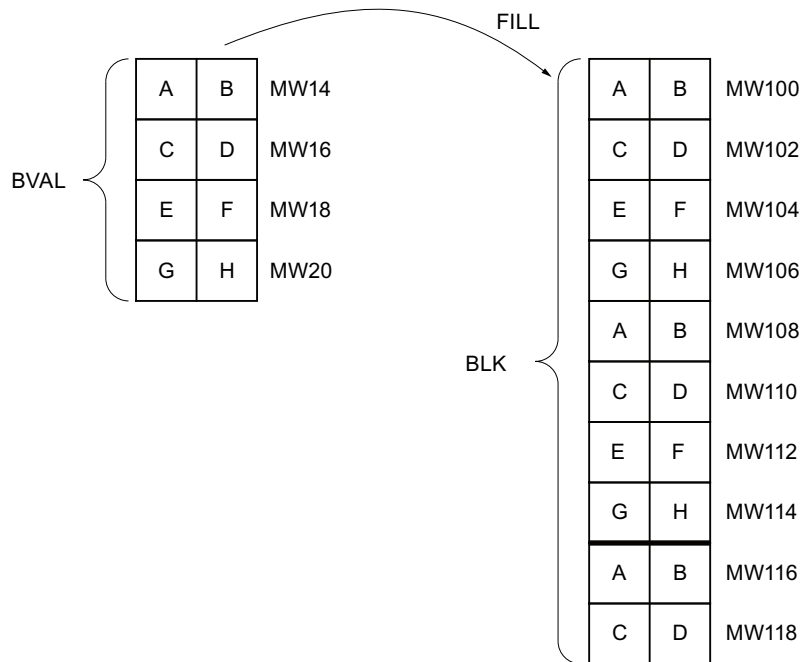 FILL
A B MW14
C D MW16
BVAL
E F MW18
G H MW20
A B MW100
C D MW102
E F MW104
G H MW106
A B MW108
BLK
C D MW110
E F MW112
G H MW114
A B MW116
C D MW118